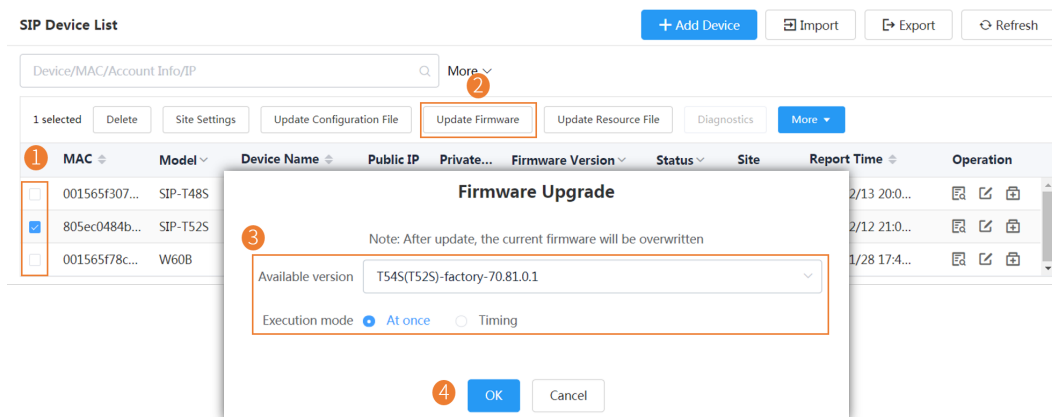 SIP Device List
+ Add Device
Import
Export
Refresh
Device/MAC/Account Info/IP
More
2
1 selected
Delete
Site Settings
Update Configuration File
Update Firmware
Update Resource File
Diagnostics
More
1
MAC
Model
Device Name
Public IP
Private...
Firmware Version
Status
Site
Report Time
Operation
001565f307...
SIP-T48S
2/13 20:0...
805ec0484b...
SIP-T52S
2/12 21:0...
001565f78c...
W60B
1/28 17:4...
Firmware Upgrade
Note: After update, the current firmware will be overwritten
3
Available version
T54S(T52S)-factory-70.81.0.1
Execution mode
At once
Timing
4
OK
Cancel